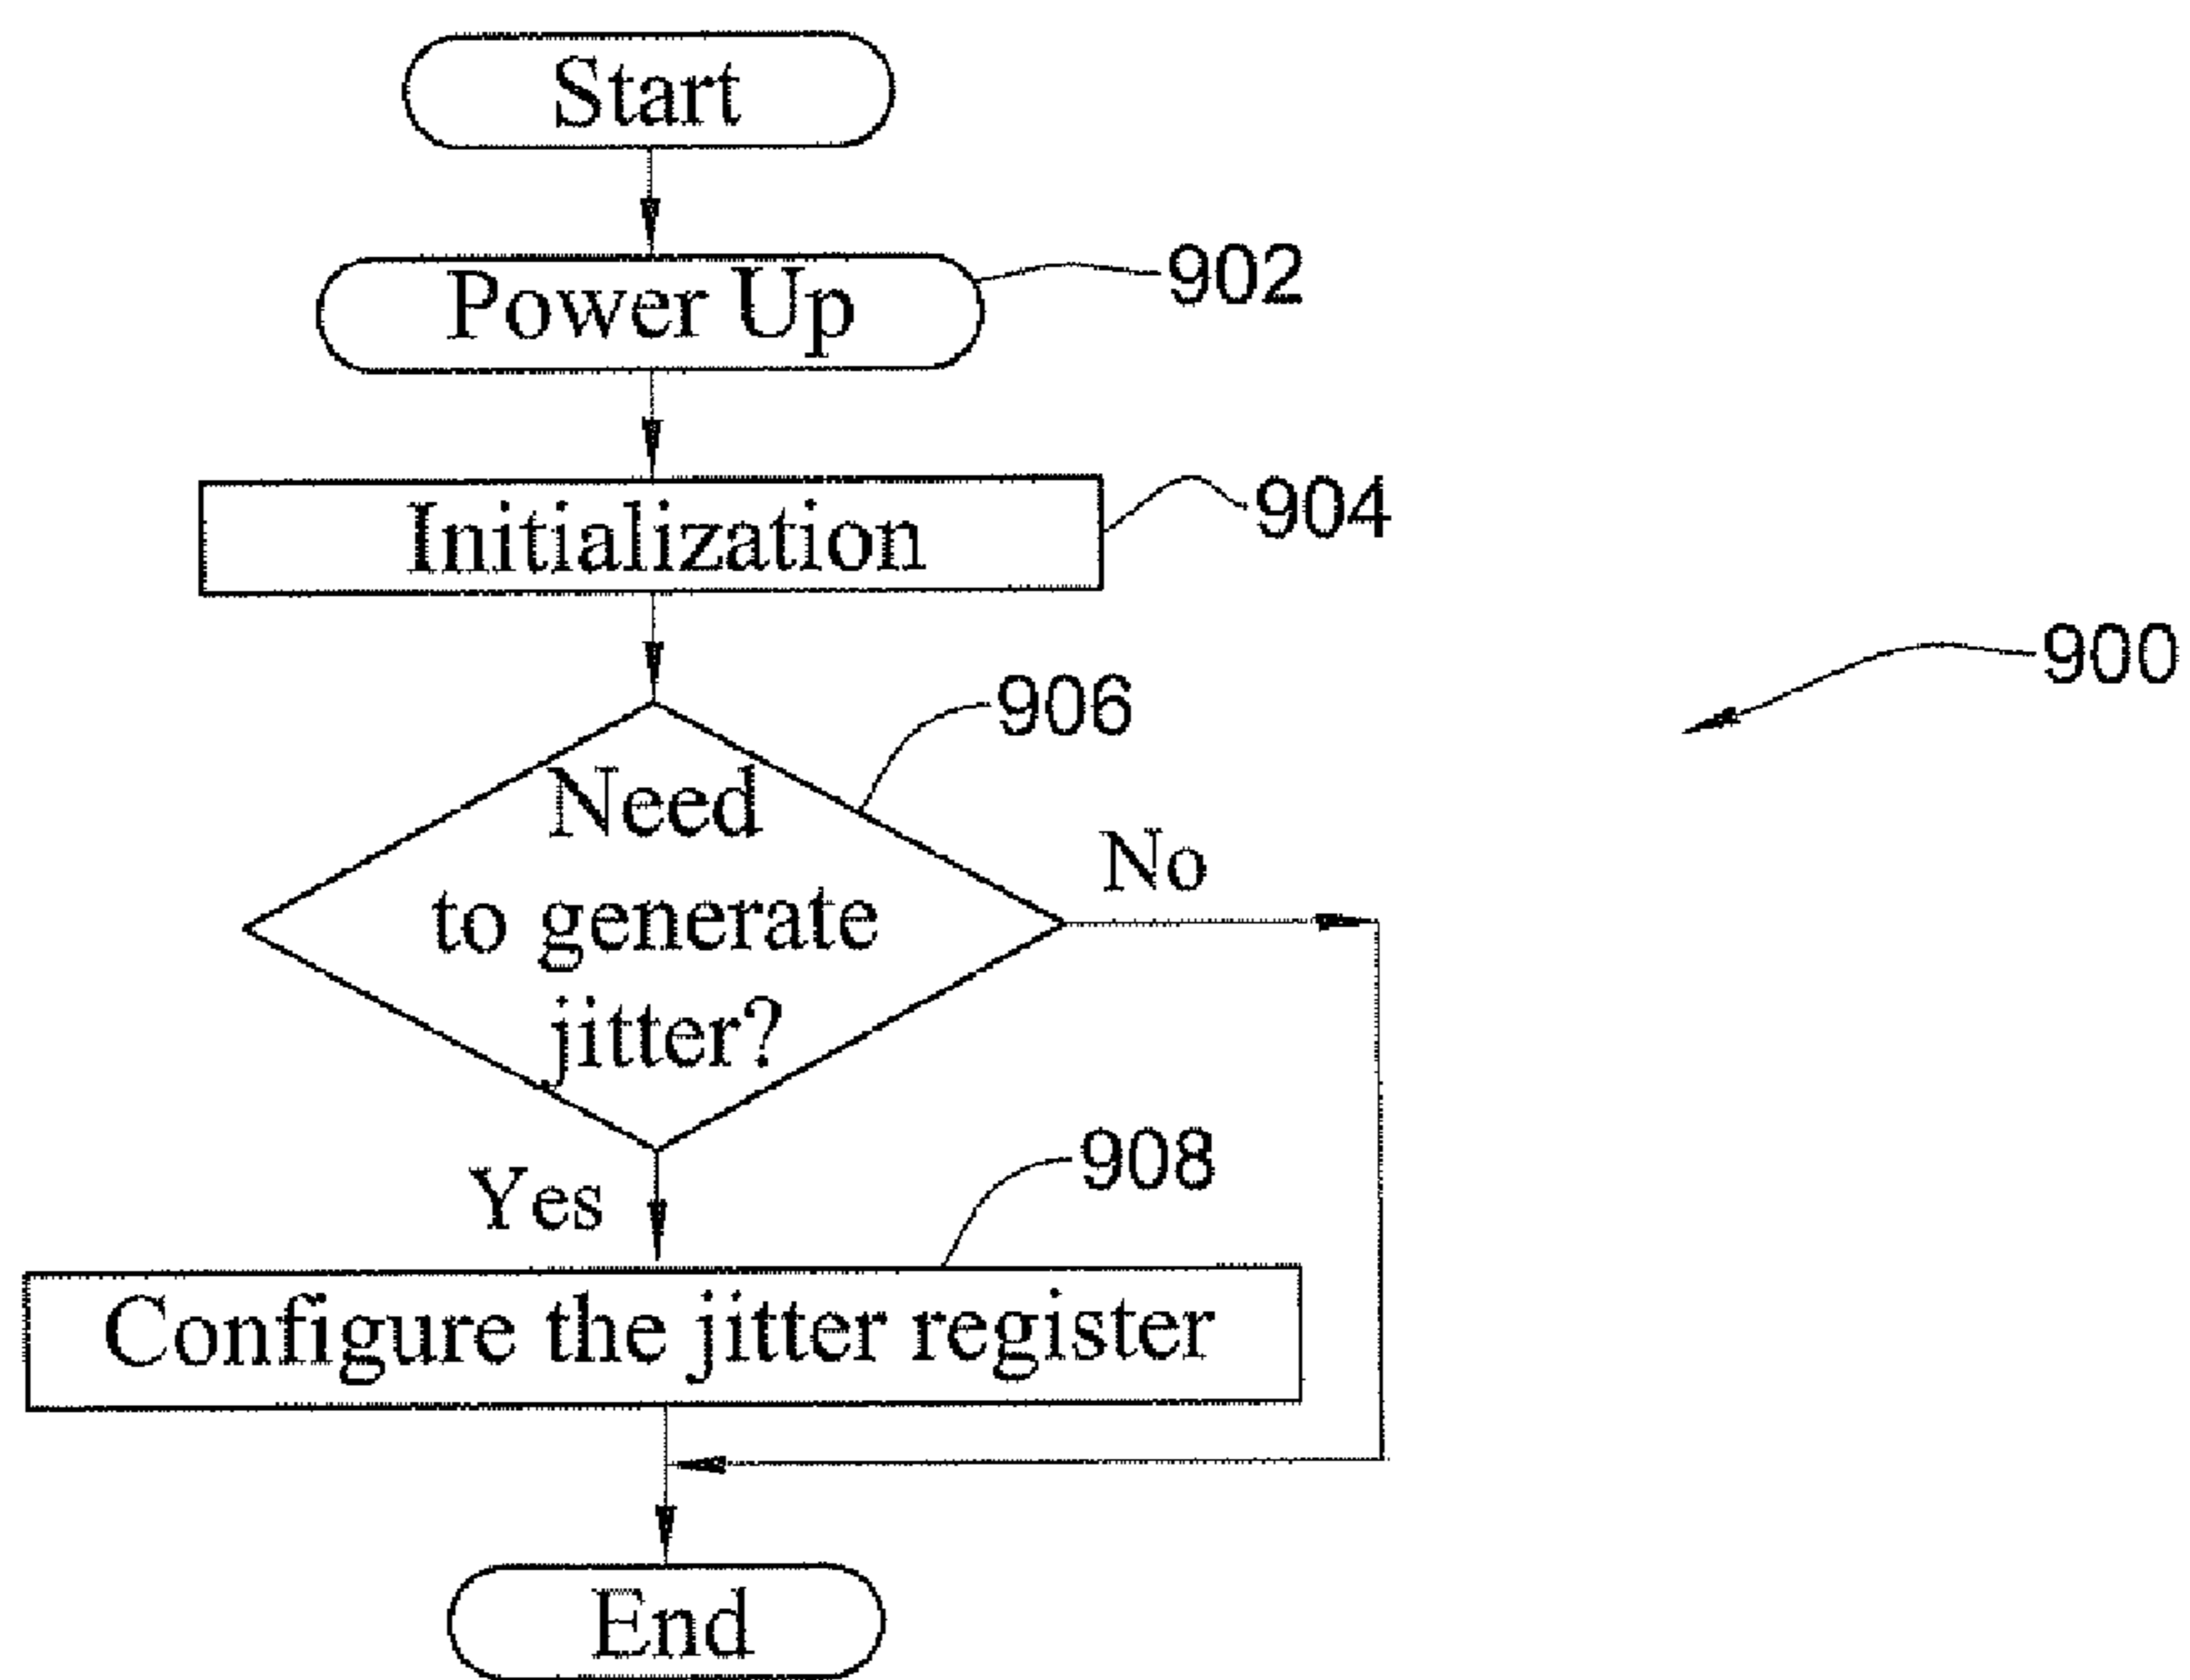 Start
Power Up
902
Initialization
904
900
906
Need
to generate
jitter?
No
Yes
908
Configure the jitter register
End